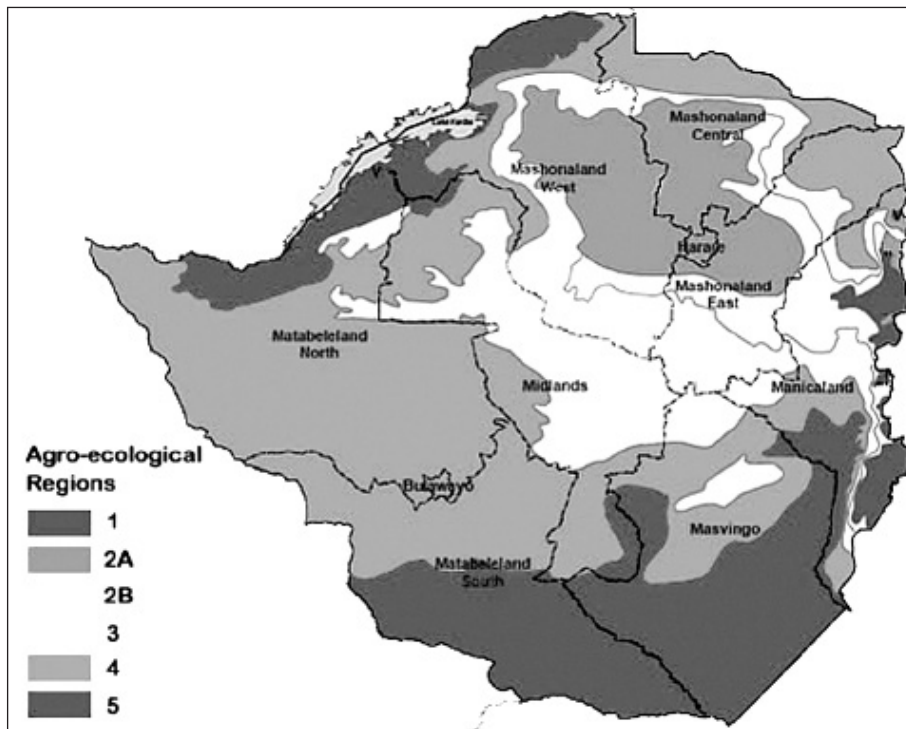 Mashonaland
Central
Mashonaland
West
Harare
Mashonaland
East
Matabeleland
North
Midlands
Manicaland
Bulawayo
Masvingo
Matabeleland
South
Agro-ecological
Regions
1
2A
2B
3
4
5